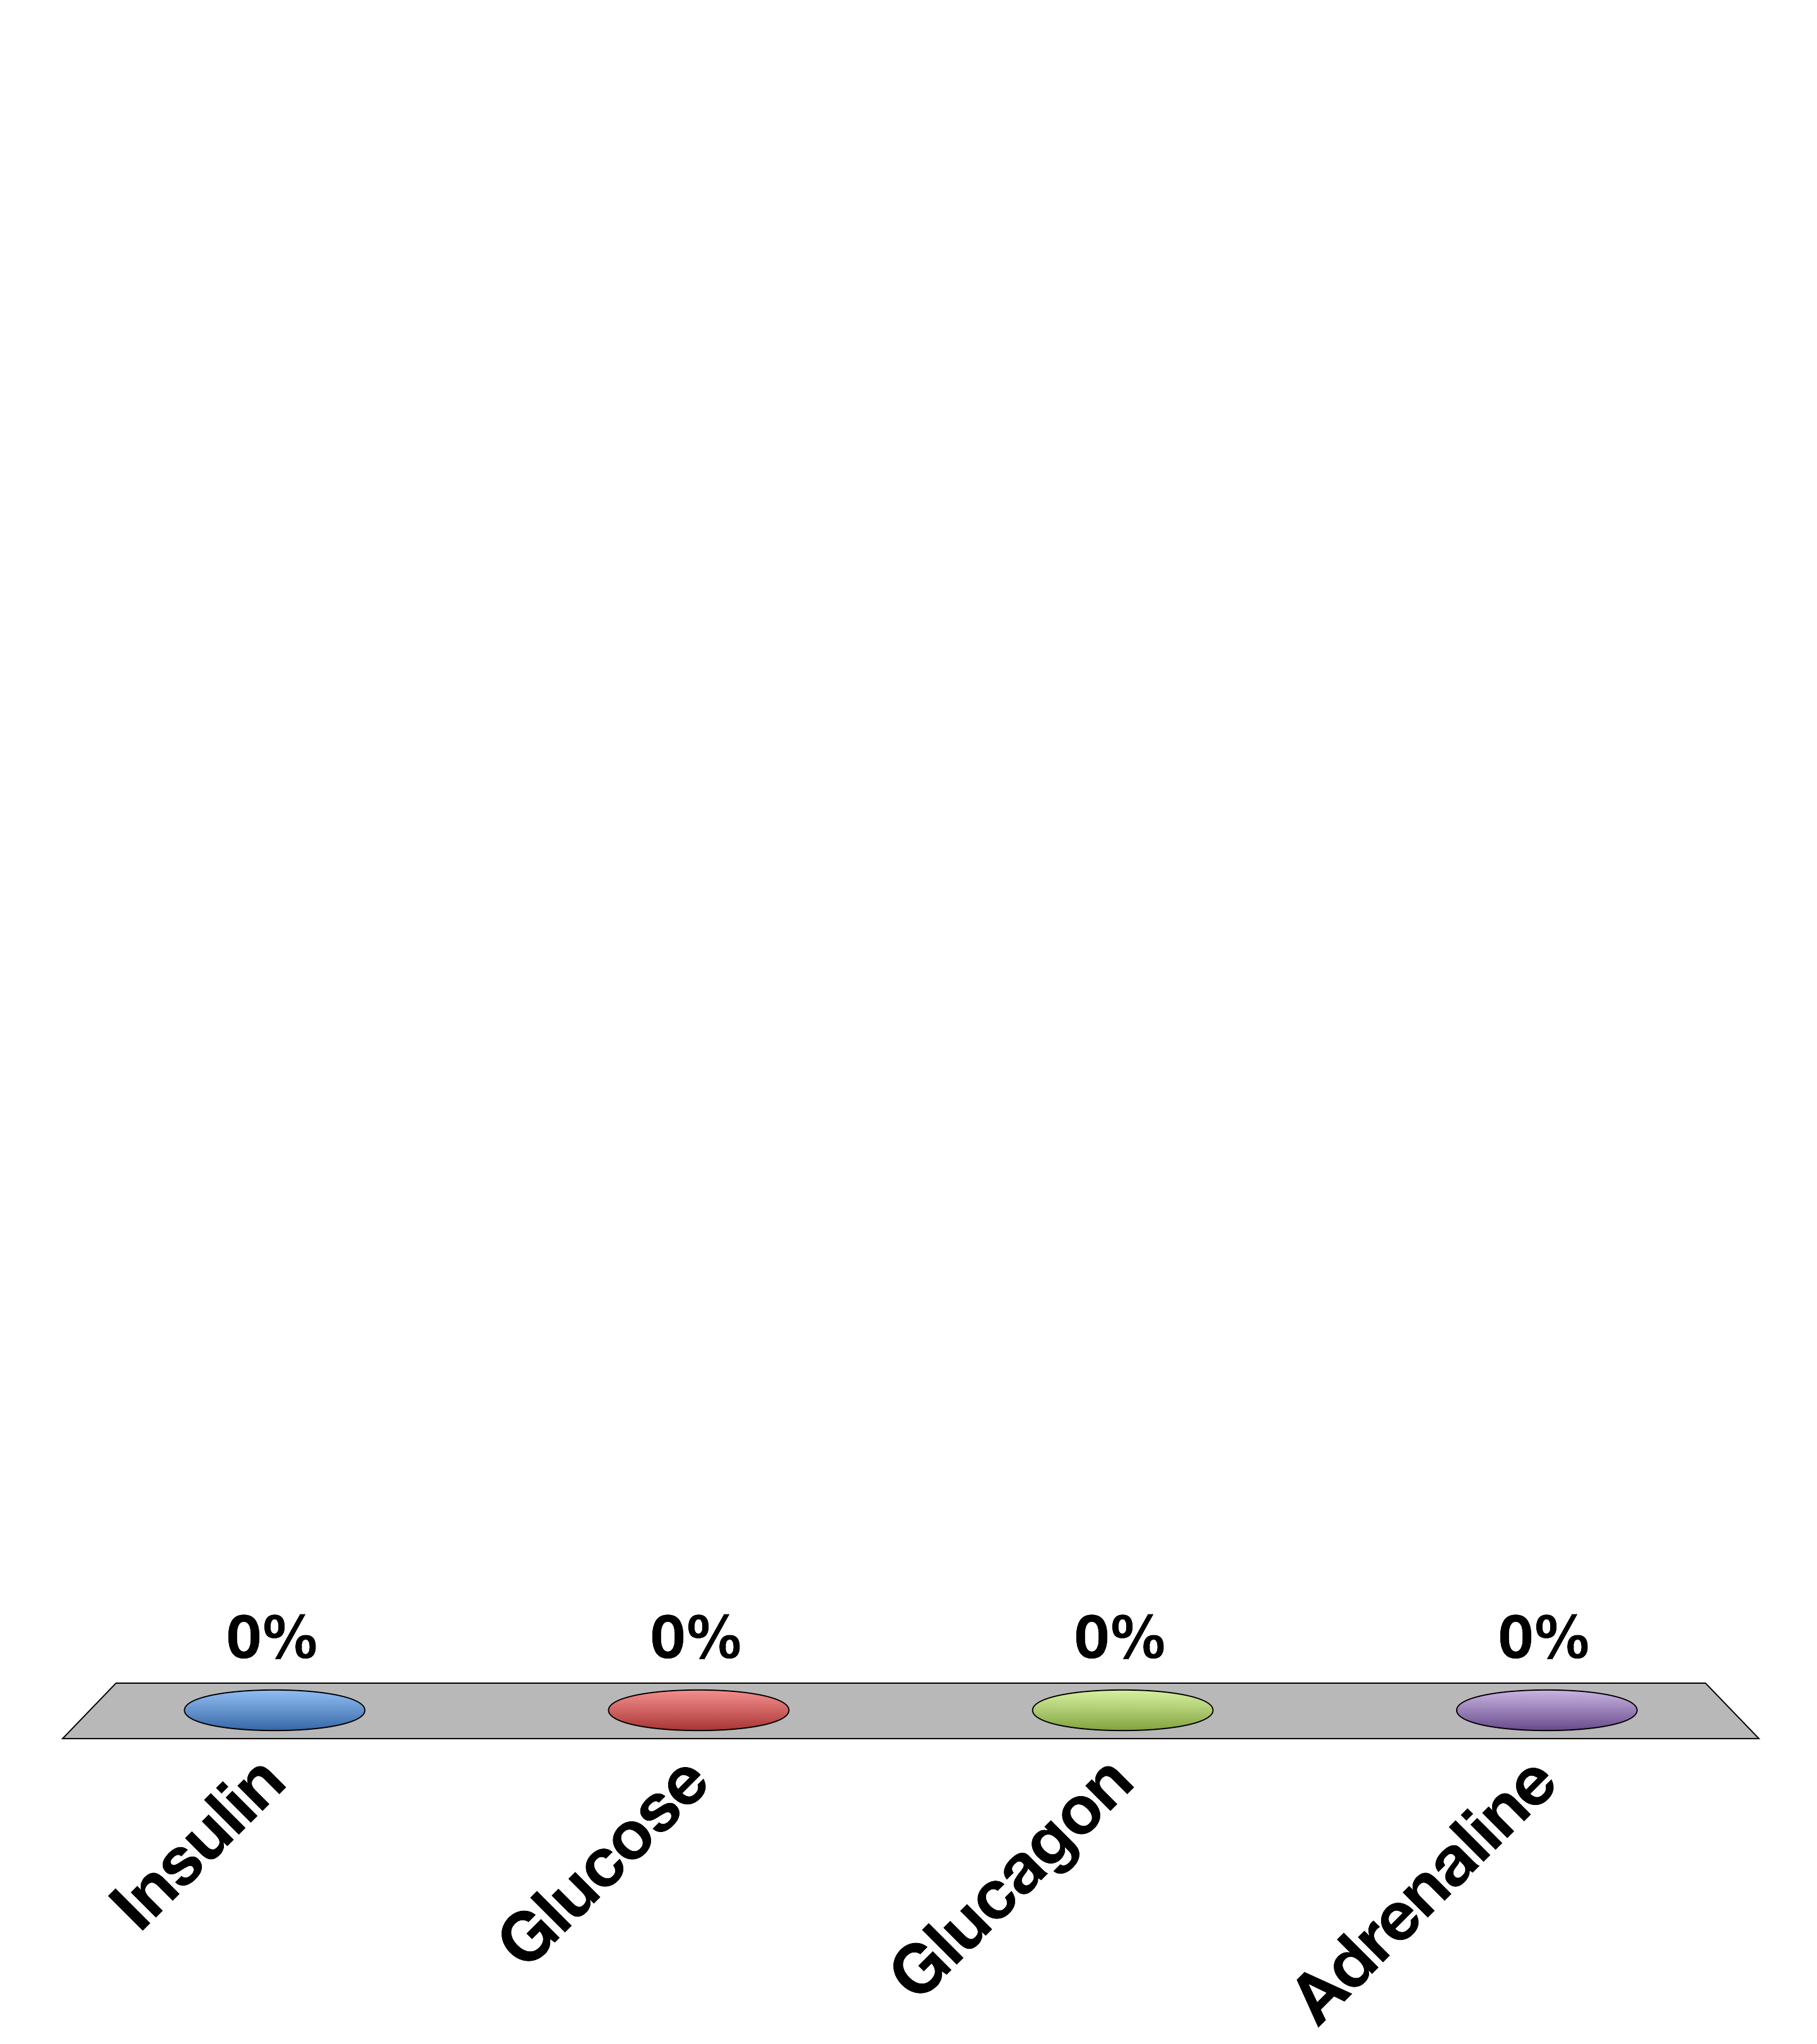 0% 0% 0% 0%
Insulin
Glucose
Glucagon
Adrenaline